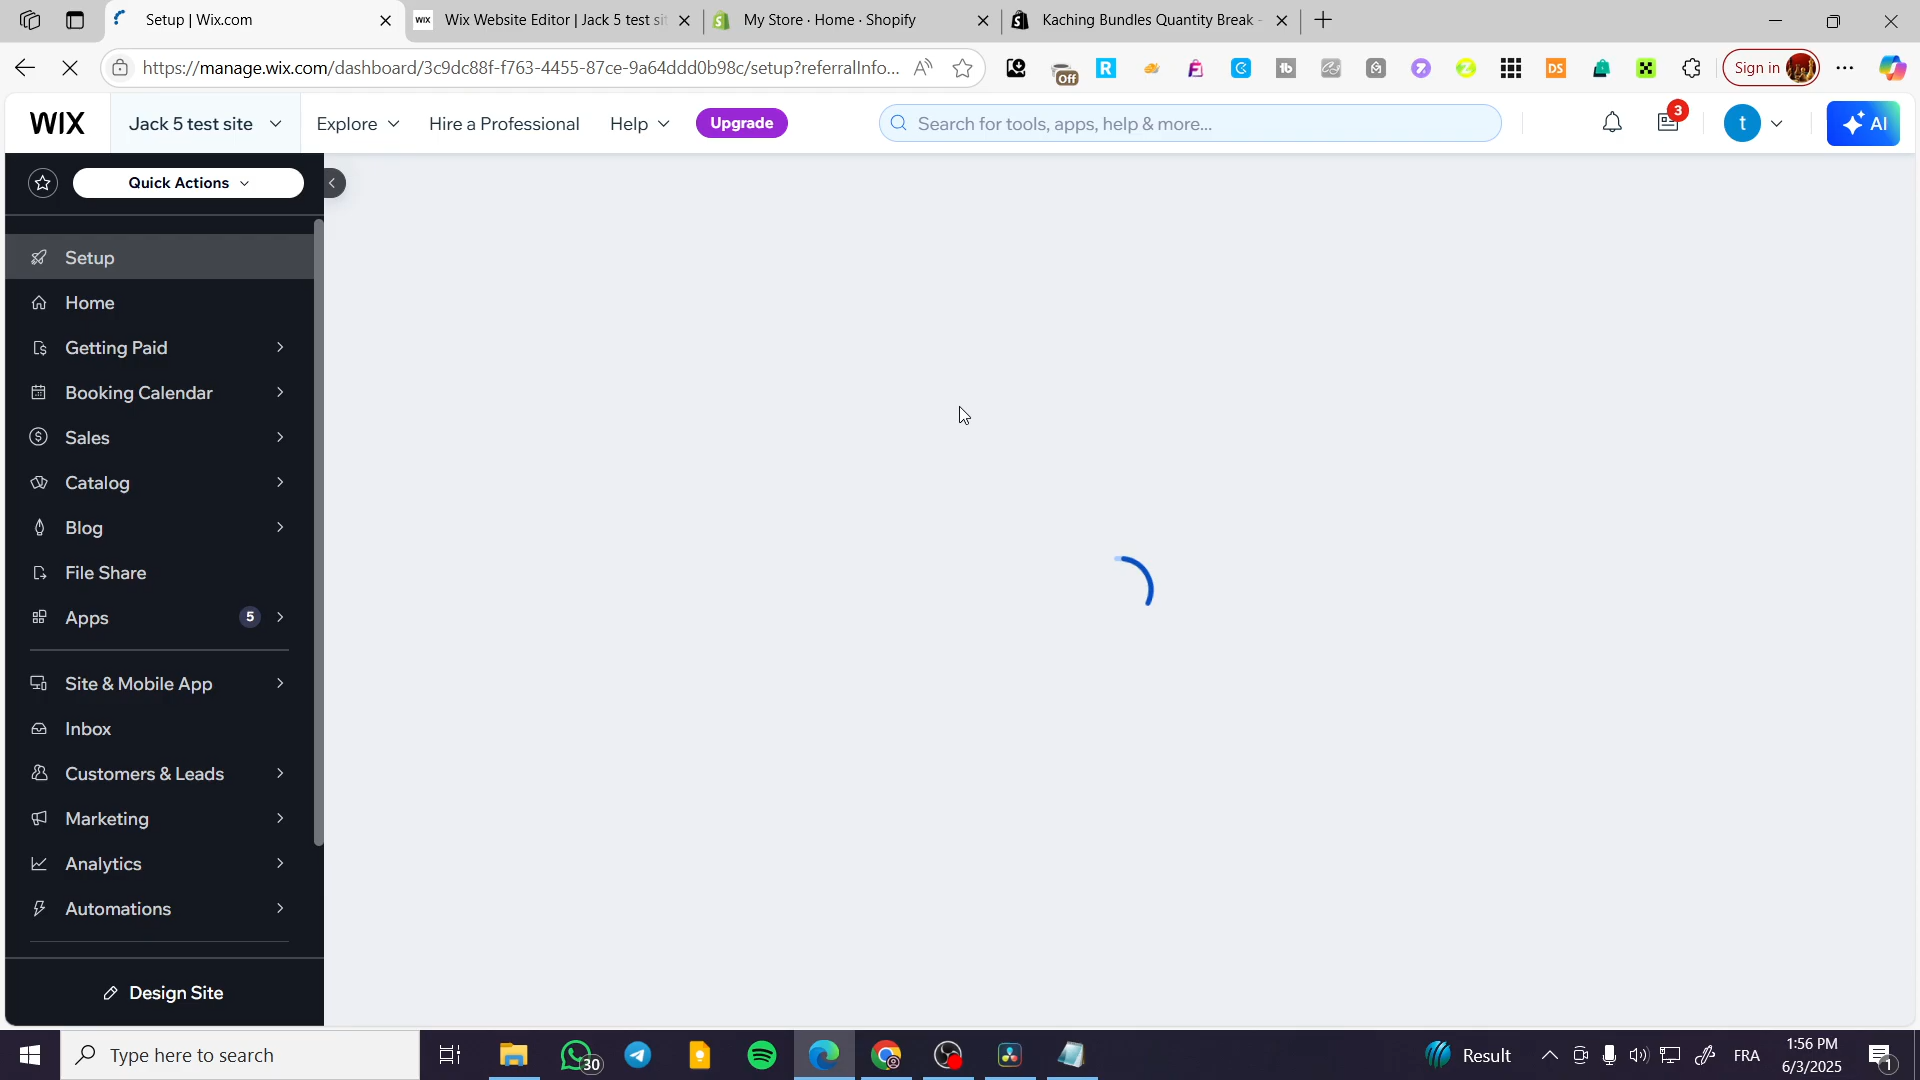 Setup | Wix.com
Wix Website Editor | Jack 5 test sit
My Store · Home · Shopify
Kaching Bundles Quantity Break -
https://manage.wix.com/dashboard/3c9dc88f-f763-4455-87ce-9a64ddd0b98c/setup?referralInfo...
Off
Sign in
WIX
Jack 5 test site
Explore
Hire a Professional
Help
Upgrade
Search for tools, apps, help & more...
3
t
AI
Quick Actions
Setup
Home
Getting Paid
Booking Calendar
Sales
Catalog
Blog
File Share
Apps
5
Site & Mobile App
Inbox
Customers & Leads
Marketing
Analytics
Automations
Design Site
Type here to search
30
Result
FRA
1:56 PM
6/3/2025
1